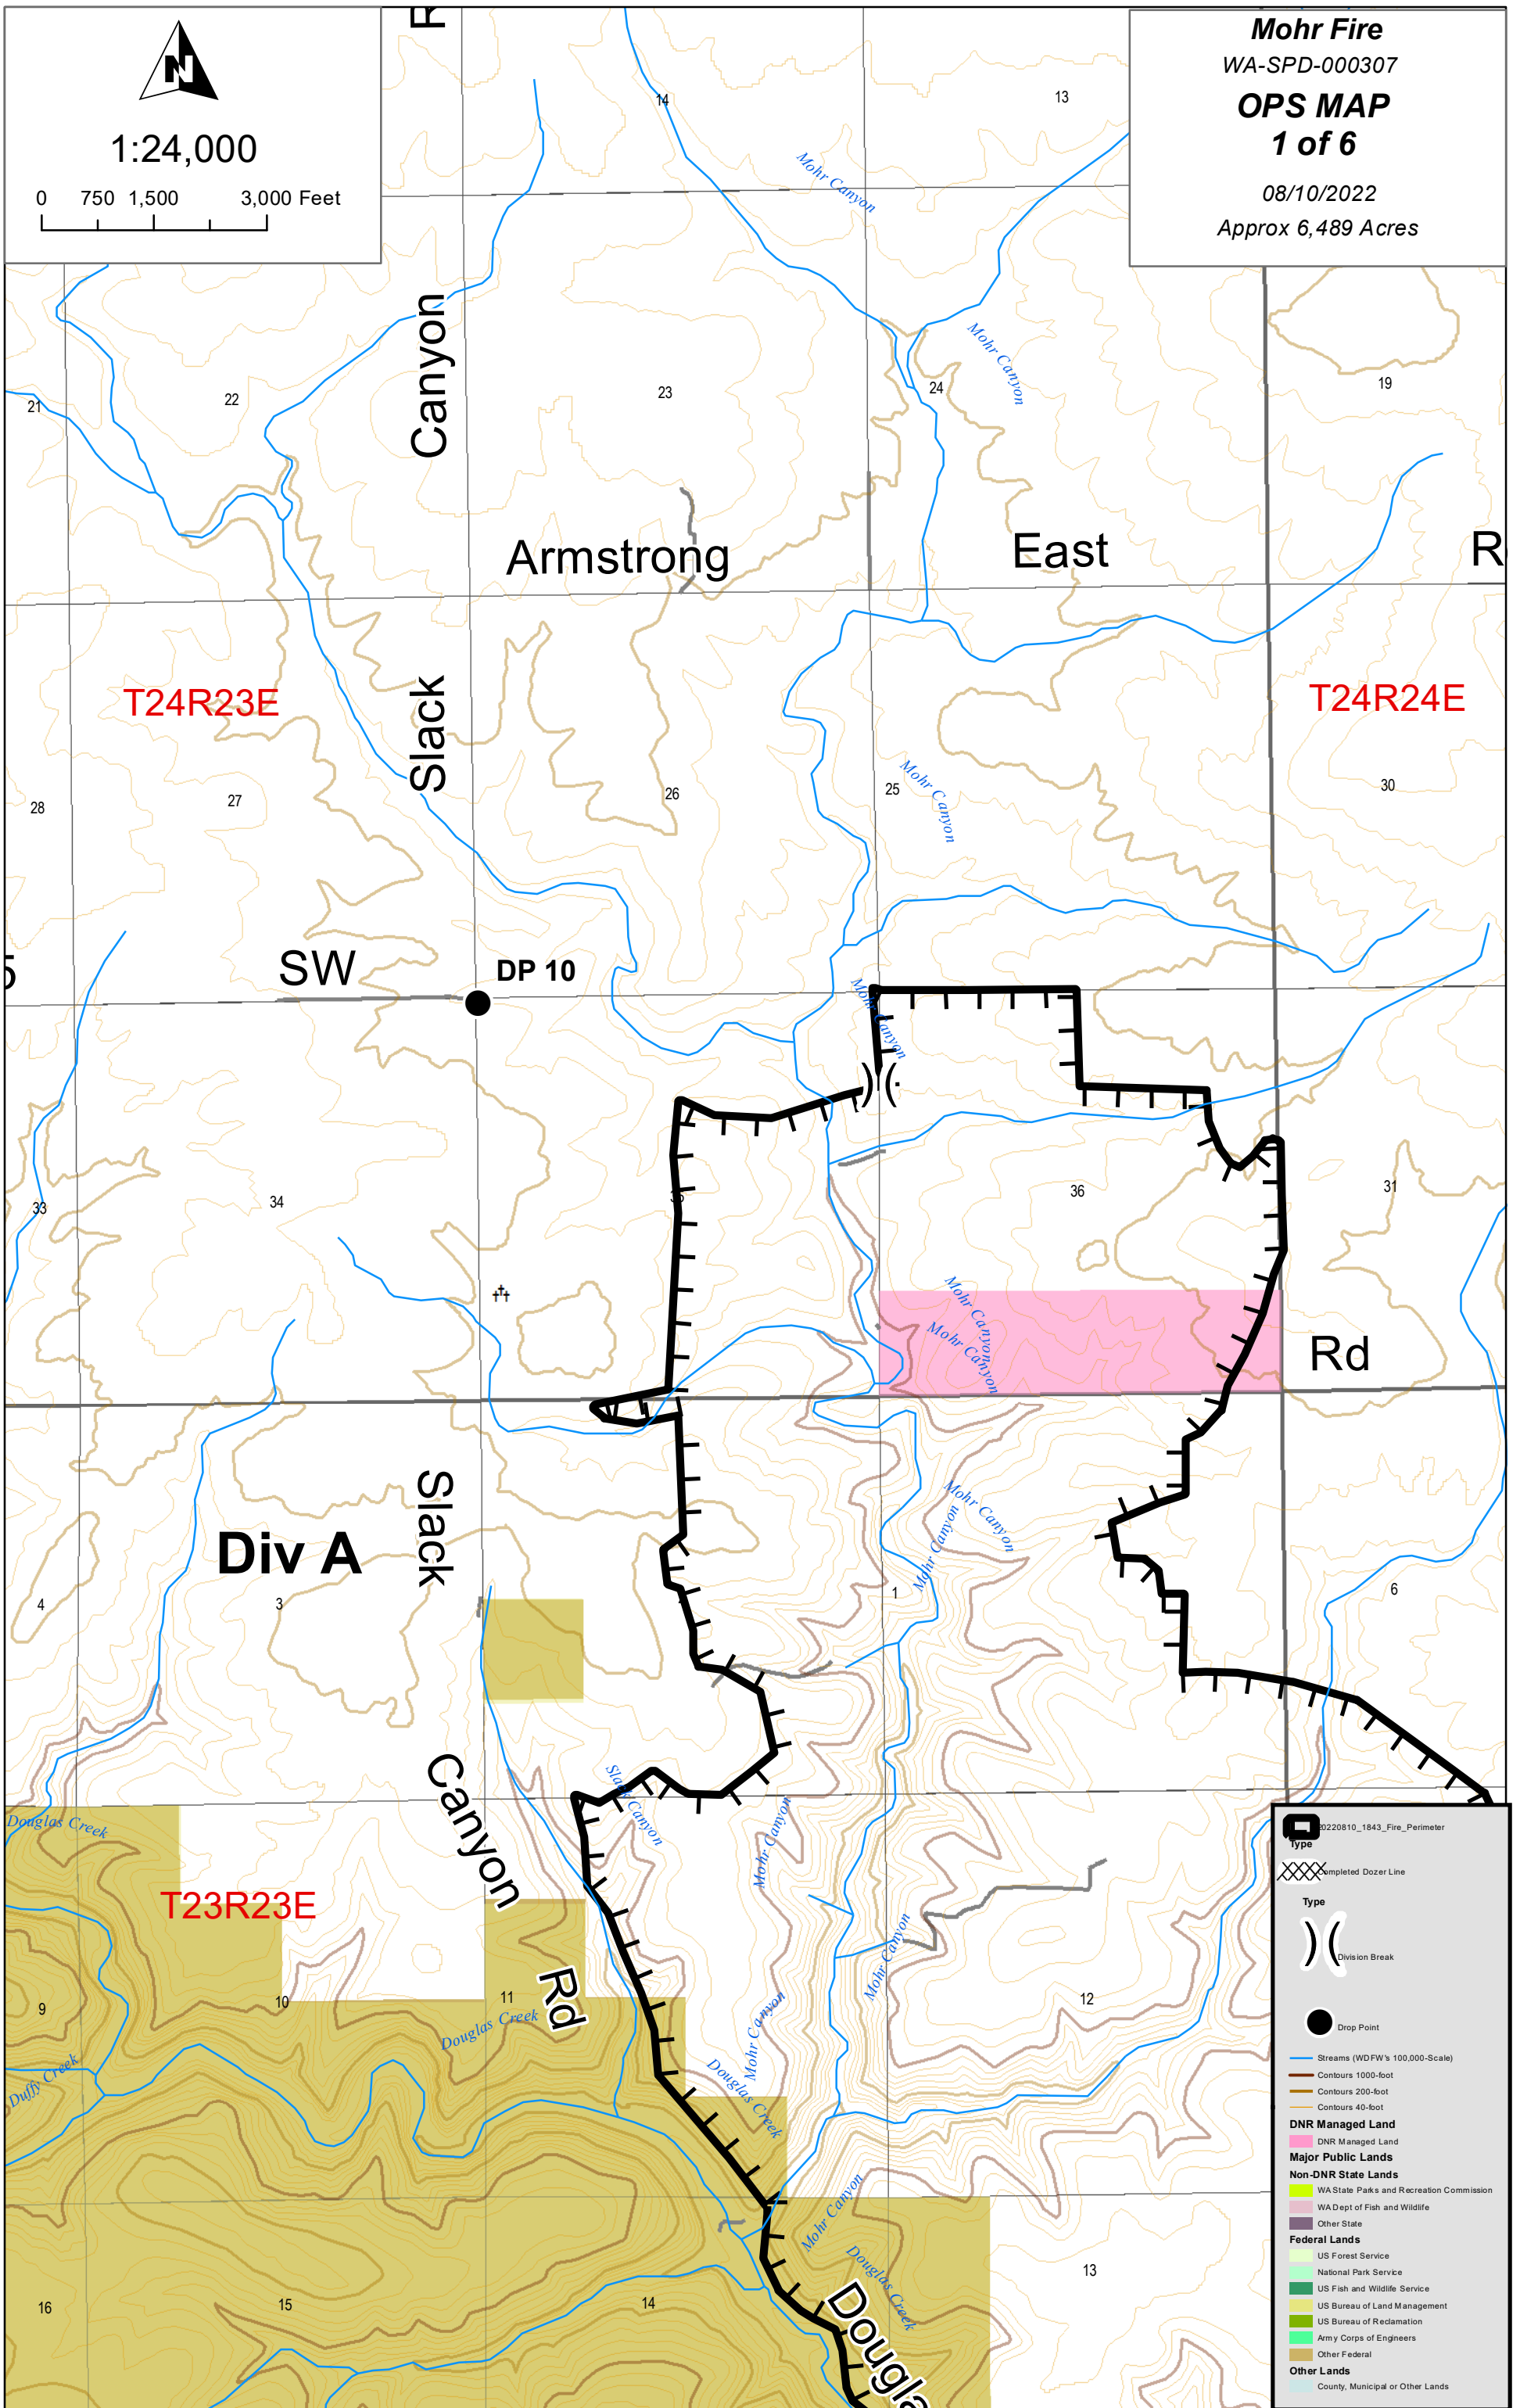 N
1:24,000
0 750 1,500 3,000 Feet
R
Mohr Fire
WA-SPD-000307
OPS MAP
1 of 6
08/10/2022
Approx 6,489 Acres
14
13
Mohr Canyon
Canyon
Mohr Canyon
21
22
23
24
19
Armstrong
East
R
T24R23E
Slack
T24R24E
Mohr Canyon
28
27
26
25
30
5
SW
DP 10
Mohr Canyon
33
34
35
36
31
Mohr Canyon
Mohr Canyon
Rd
Slack
Div A
Mohr Canyon
Mohr Canyon
4
3
1
6
Canyon
Slack Canyon
Mohr Canyon
Douglas Creek
T23R23E
Rd
Mohr Canyon
9
10
11
12
Douglas Creek
Mohr Canyon
Duffy Creek
Douglas Creek
Mohr Canyon
Douglas Creek
16
15
14
13
Dougla
20220810_1843_Fire_Perimeter
Type
Completed Dozer Line
Type
Division Break
Drop Point
Streams (WDFW's 100,000-Scale)
Contours 1000-foot
Contours 200-foot
Contours 40-foot
DNR Managed Land
DNR Managed Land
Major Public Lands
Non-DNR State Lands
WA State Parks and Recreation Commission
WA Dept of Fish and Wildlife
Other State
Federal Lands
US Forest Service
National Park Service
US Fish and Wildlife Service
US Bureau of Land Management
US Bureau of Reclamation
Army Corps of Engineers
Other Federal
Other Lands
County, Municipal or Other Lands